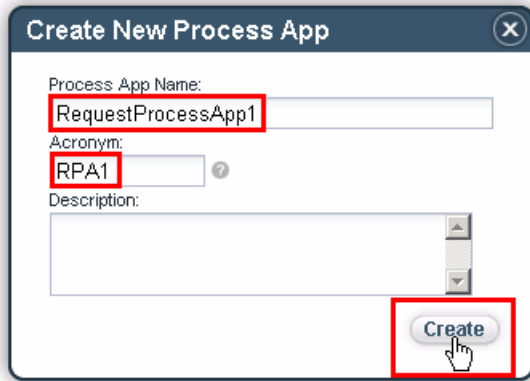 Create New Process App
Process App Name:
RequestProcessApp1
Acronym:
RPA1
Description:
Create